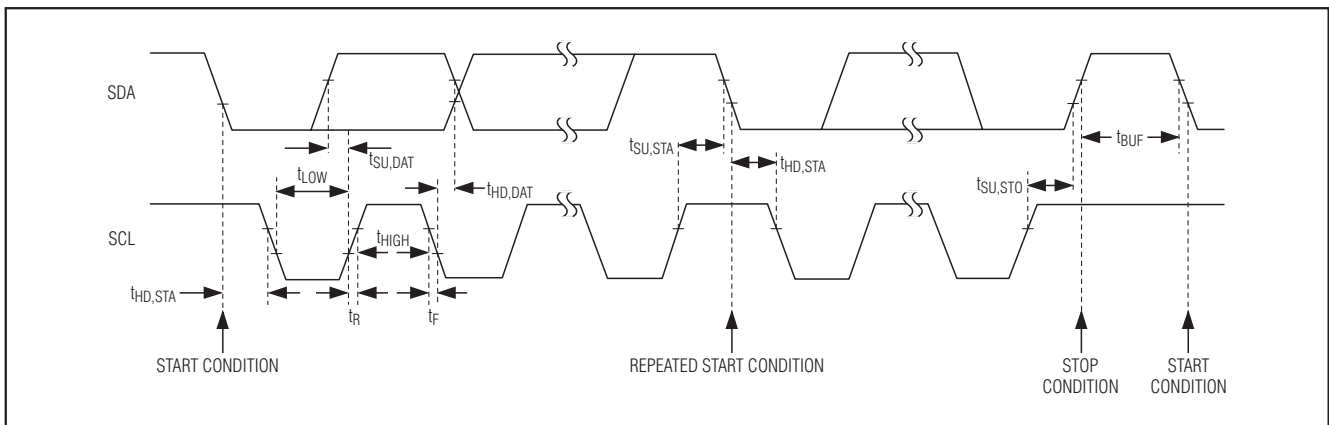 SDA
tSU,DAT
tLOW
tHD,DAT
tSU,STA
tHD,STA
tBUF
tSU,STO
SCL
tHIGH
tHD,STA
tR
tF
START CONDITION
REPEATED START CONDITION
STOP
CONDITION
START
CONDITION